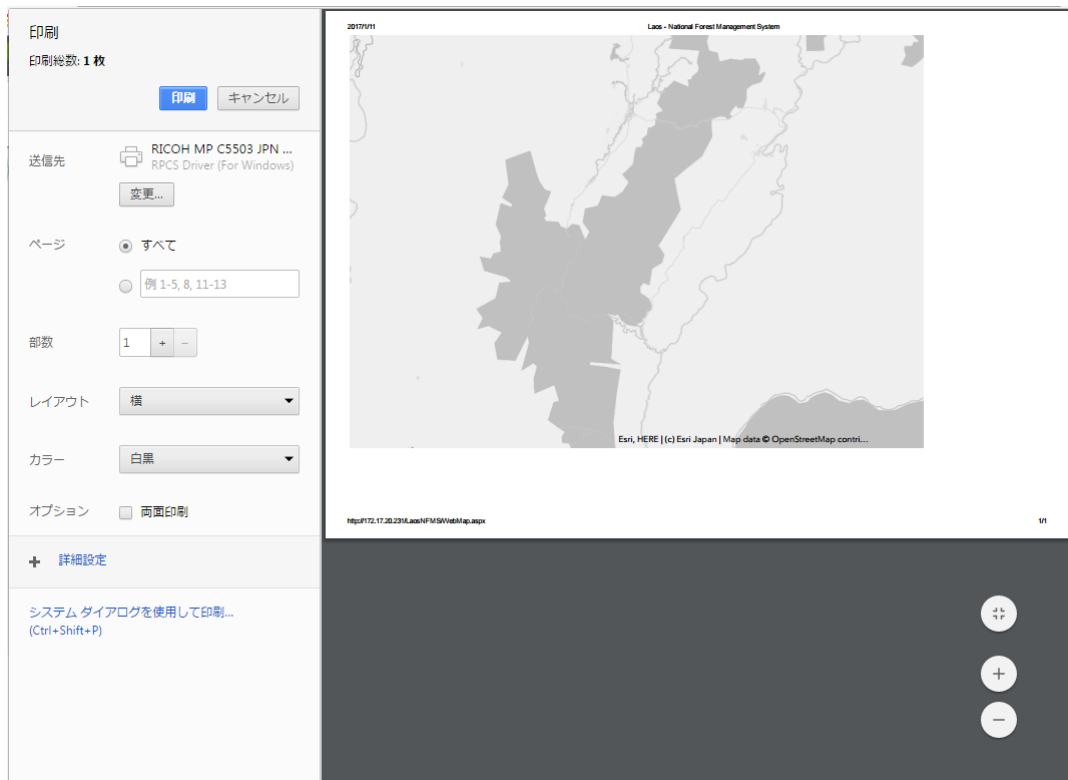 印刷
印刷総数: 1 枚
印刷
キャンセル
送信先
RICOH MP C5503 JPN ...
RPCS Driver (For Windows)
変更...
ページ
すべて
例 1-5, 8, 11-13
部数
1
+
−
レイアウト
横
カラー
白黒
オプション
両面印刷
+ 詳細設定
システム ダイアログを使用して印刷...
(Ctrl+Shift+P)
2017/1/11
Laos - National Forest Management System
Esri, HERE | (c) Esri Japan | Map data © OpenStreetMap contri...
http://172.17.20.231/LaosNFMS/WebMap.aspx
1/1